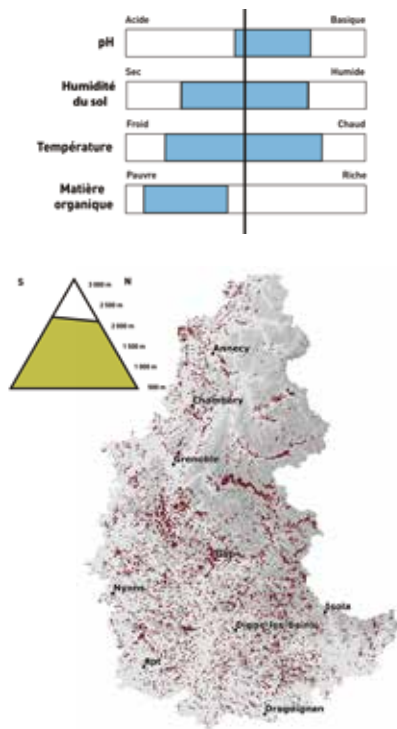 Acide Basique
pH
Sec Humide
Humidité
du sol
Froid Chaud
Température
Pauvre Riche
Matière
organique
S N
3 000 m
2 500 m
2 000 m
1 500 m
1 000 m
500 m
Annecy
Chambéry
Grenoble
Gap
Nyons
Isola
Digne-les-Bains
Apt
Draguignan